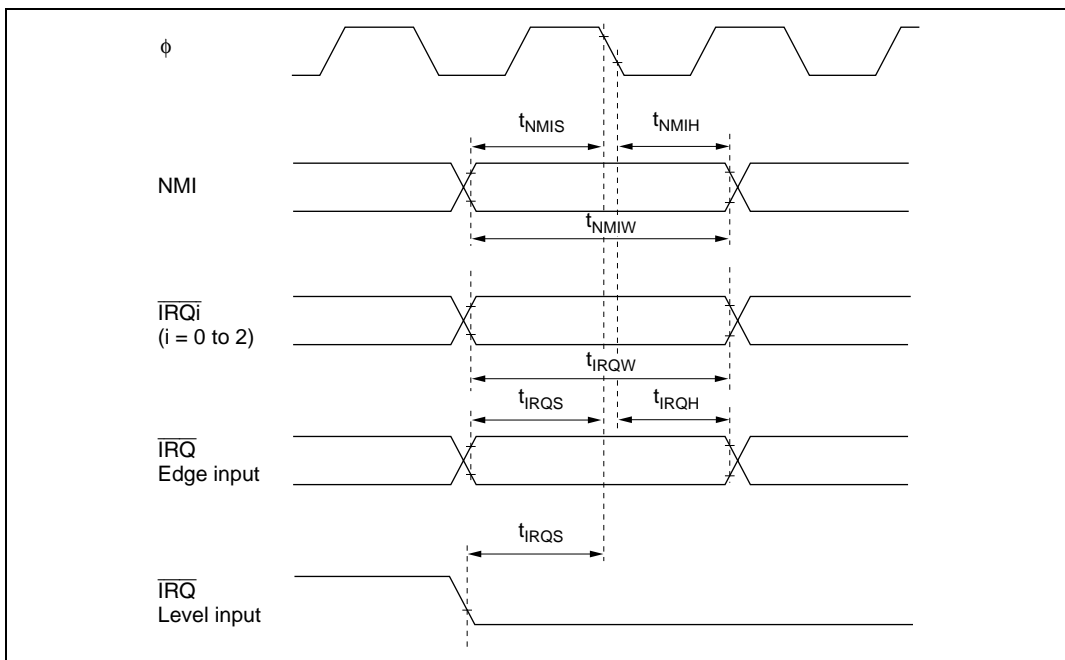 ϕ
tNMIS
tNMIH
NMI
tNMIW
IRQi
(i = 0 to 2)
tIRQW
tIRQS
tIRQH
IRQ
Edge input
tIRQS
IRQ
Level input